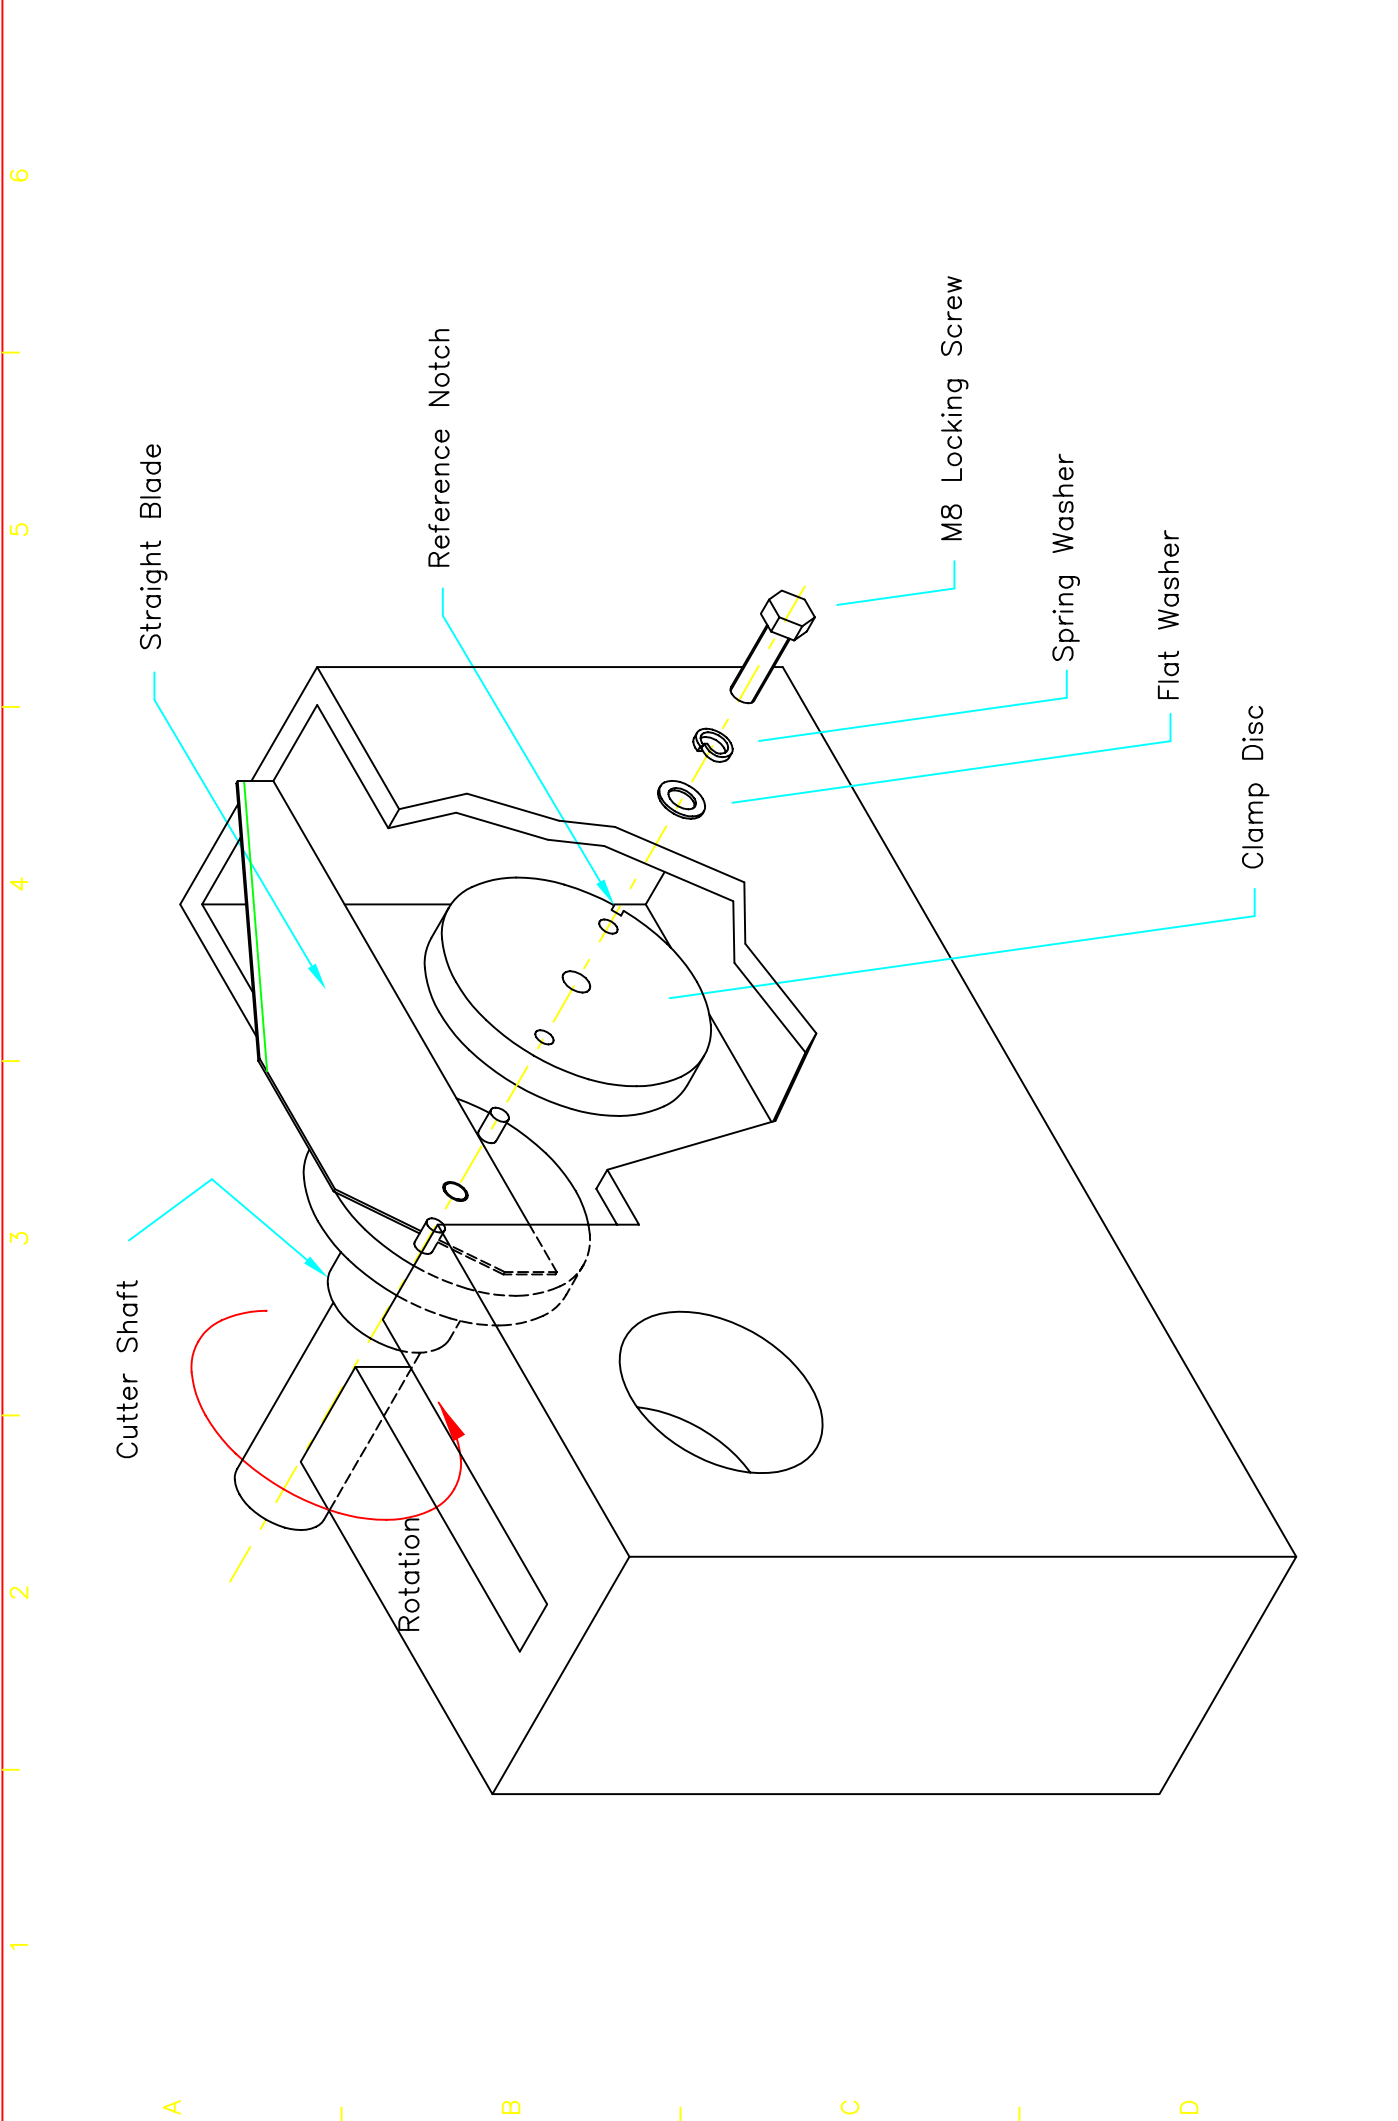 Straight Blade
Reference Notch
M8 Locking Screw
Spring Washer
Flat Washer
Clamp Disc
Cutter Shaft
Rotation
1
2
3
4
5
6
A
B
C
D